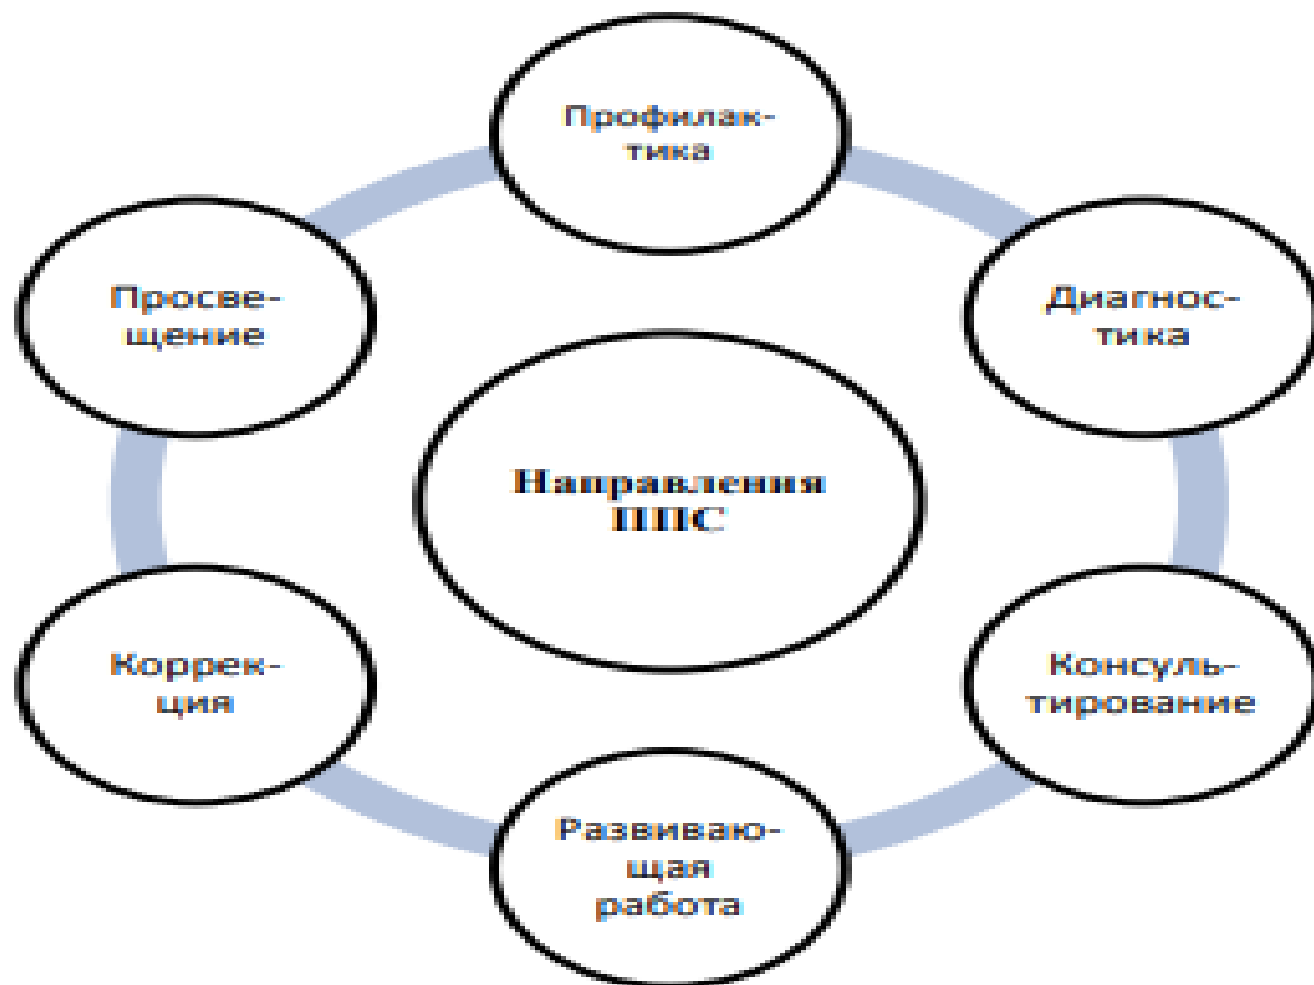 Профилак-
тика
Диагнос-
тика
Консуль-
тирование
Развиваю-
щая
работа
Коррек-
ция
Просве-
щение
Направления
ППС